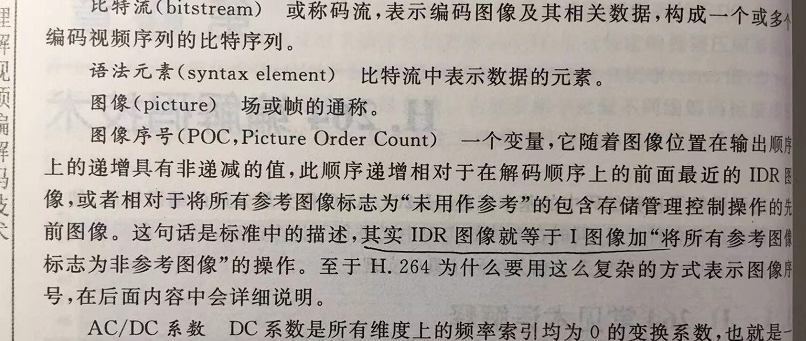 比特流(bitstream) 或称码流,表示编码图像及其相关数据,构成一个或多个
编码视频序列的比特序列。
语法元素(syntax element) 比特流中表示数据的元素。
图像(picture) 场或帧的通称。
图像序号(POC,Picture Order Count) 一个变量,它随着图像位置在输出顺序
上的递增具有非递减的值,此顺序递增相对于在解码顺序上的前面最近的 IDR 图
像,或者相对于将所有参考图像标志为“未用作参考”的包含存储管理控制操作的先
前图像。这句话是标准中的描述,其实 IDR 图像就等于 I 图像加“将所有参考图像
标志为非参考图像”的操作。至于 H.264 为什么要用这么复杂的方式表示图像序
号,在后面内容中会详细说明。
AC/DC 系数 DC 系数是所有维度上的频率索引均为 0 的变换系数,也就是一